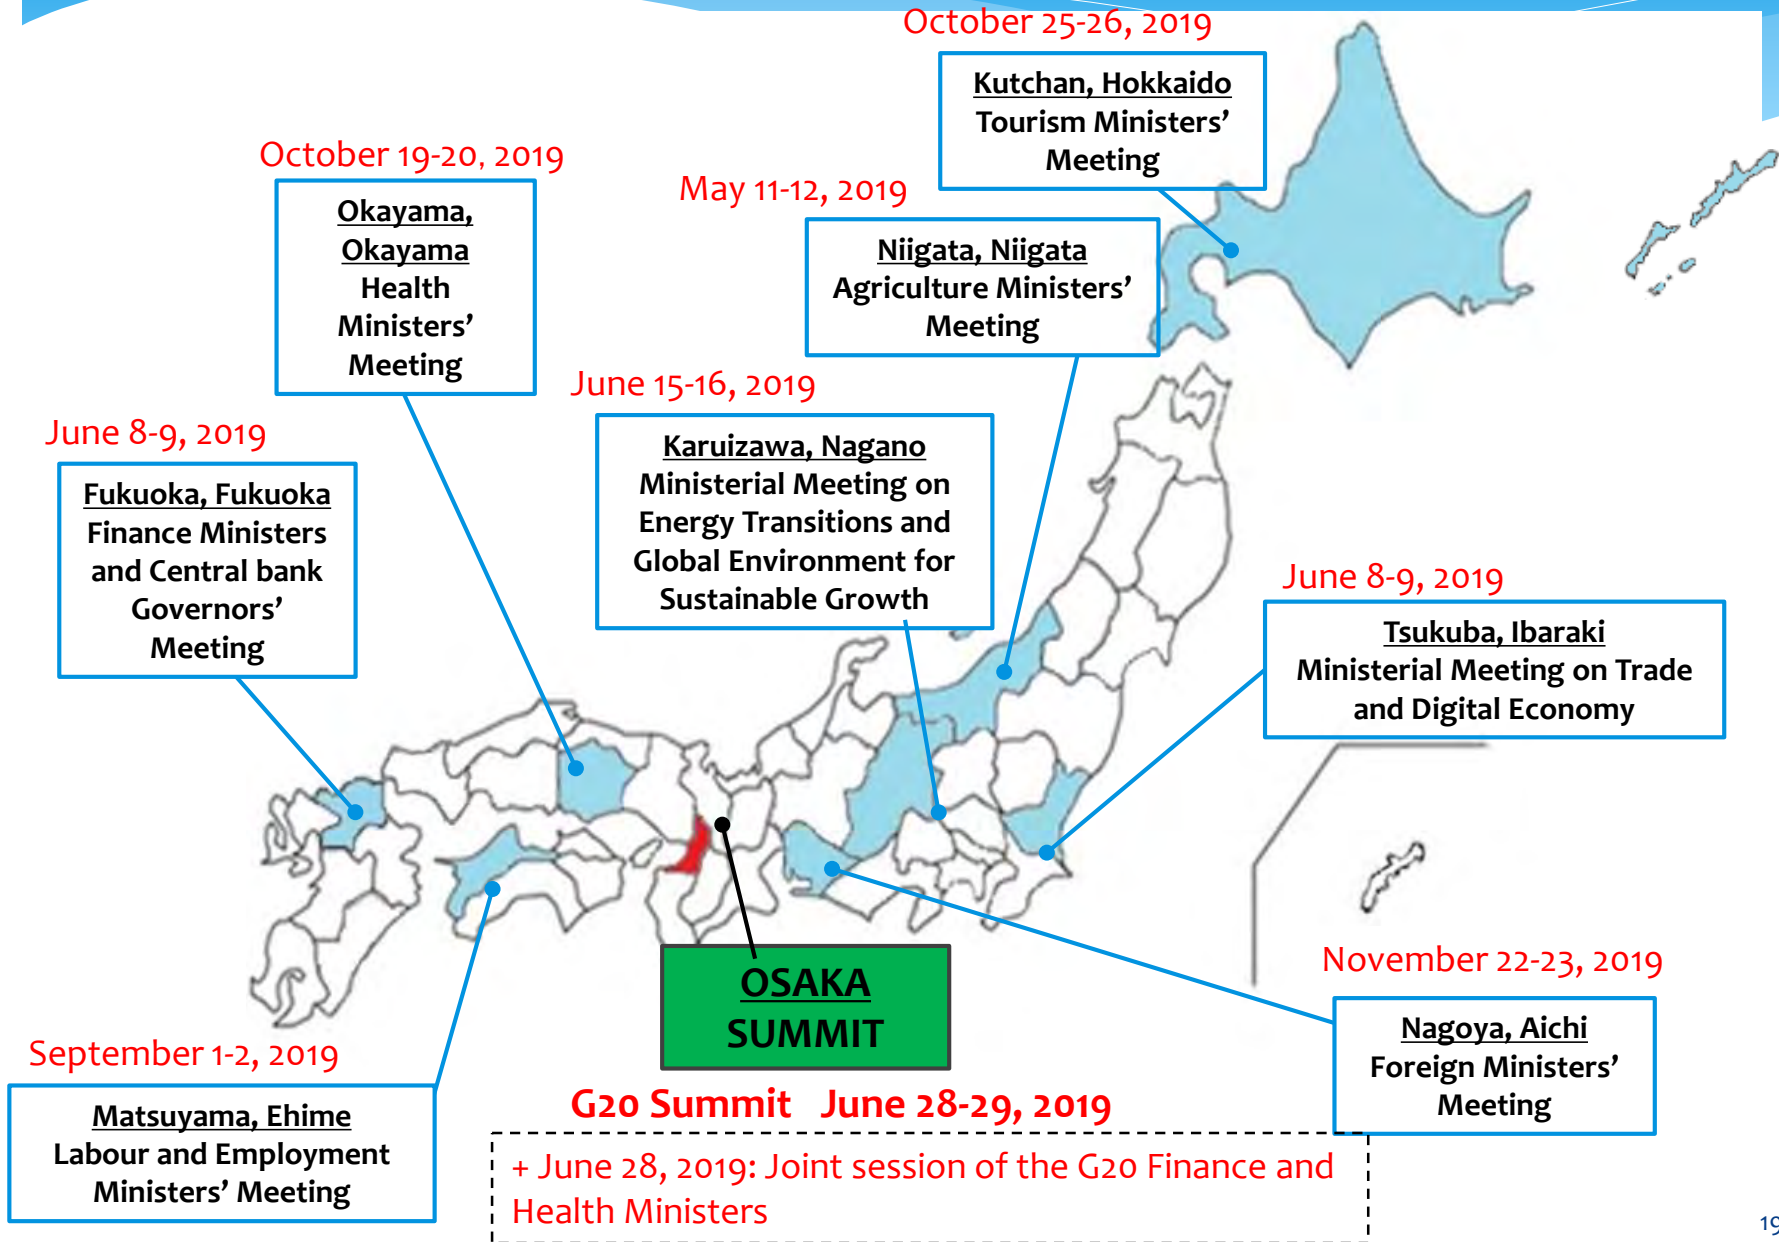 October 25-26, 2019
Kutchan, Hokkaido
Tourism Ministers’
Meeting
October 19-20, 2019
Okayama,
Okayama
Health
Ministers’
Meeting
May 11-12, 2019
Niigata, Niigata
Agriculture Ministers’
Meeting
June 15-16, 2019
Karuizawa, Nagano
Ministerial Meeting on
Energy Transitions and
Global Environment for
Sustainable Growth
June 8-9, 2019
Fukuoka, Fukuoka
Finance Ministers
and Central bank
Governors’
Meeting
June 8-9, 2019
Tsukuba, Ibaraki
Ministerial Meeting on Trade
and Digital Economy
OSAKA
SUMMIT
November 22-23, 2019
Nagoya, Aichi
Foreign Ministers’
Meeting
September 1-2, 2019
Matsuyama, Ehime
Labour and Employment
Ministers’ Meeting
G20 Summit June 28-29, 2019
+ June 28, 2019: Joint session of the G20 Finance and
Health Ministers
19